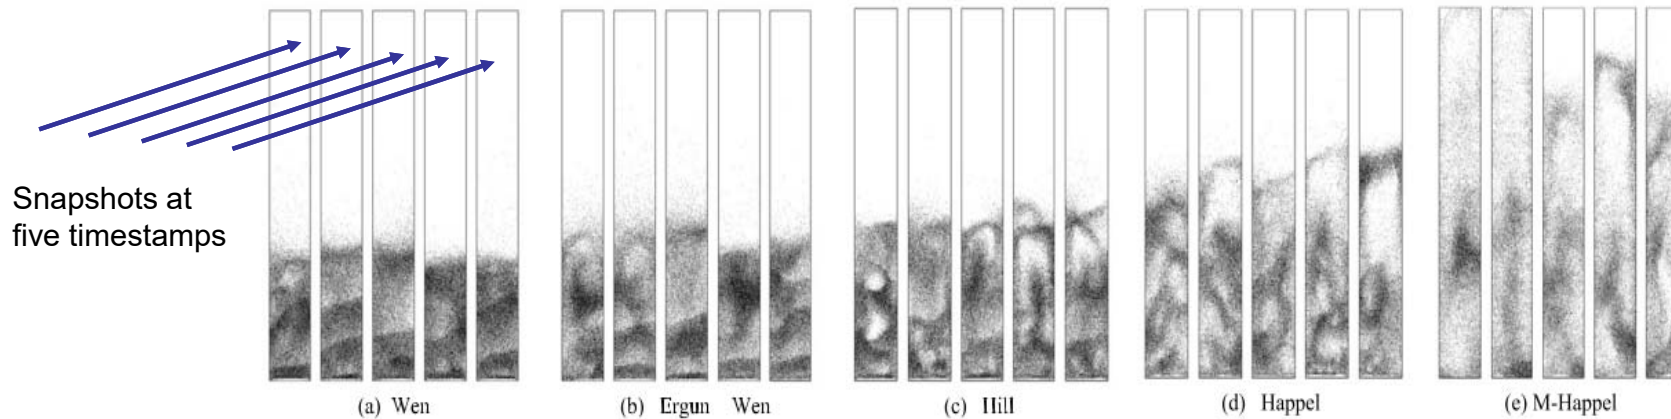 Snapshots at
five timestamps
(a) Wen
(b) Ergun Wen
(c) Hill
(d) Happel
(e) M-Happel